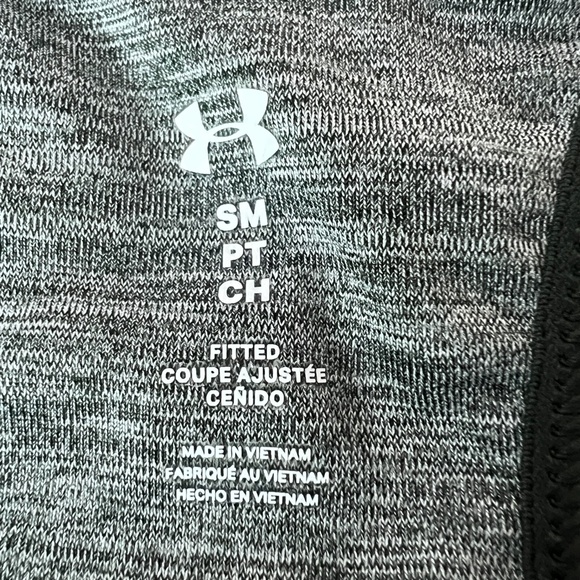 SM
PT
CH
FITTED
COUPE AJUSTÉE
CEÑIDO
MADE IN VIETNAM
FABRIQUÉ AU VIETNAM
HECHO EN VIETNAM